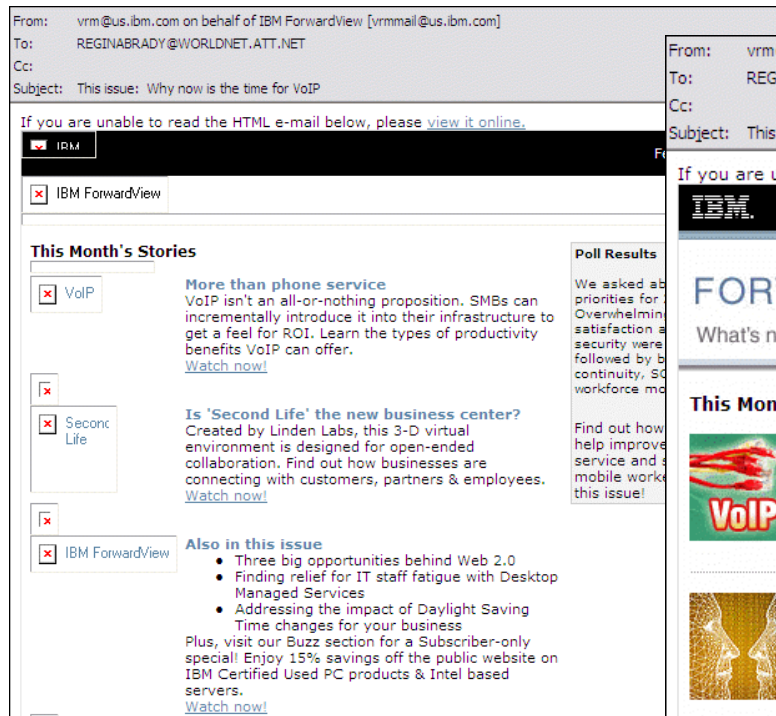 From: vrm@us.ibm.com on behalf of IBM ForwardView [vrmmail@us.ibm.com]
To: REGINABRADY@WORLDNET.ATT.NET
Cc:
Subject: This issue: Why now is the time for VoIP
If you are unable to read the HTML e-mail below, please view it online.
IBM
Fe
IBM ForwardView
This Month's Stories
VoIP
More than phone service
VoIP isn't an all-or-nothing proposition. SMBs can
incrementally introduce it into their infrastructure to
get a feel for ROI. Learn the types of productivity
benefits VoIP can offer.
Watch now!
Second
Life
Is 'Second Life' the new business center?
Created by Linden Labs, this 3-D virtual
environment is designed for open-ended
collaboration. Find out how businesses are
connecting with customers, partners & employees.
Watch now!
IBM ForwardView
Also in this issue
• Three big opportunities behind Web 2.0
• Finding relief for IT staff fatigue with Desktop
Managed Services
• Addressing the impact of Daylight Saving
Time changes for your business
Plus, visit our Buzz section for a Subscriber-only
special! Enjoy 15% savings off the public website on
IBM Certified Used PC products & Intel based
servers.
Watch now!
Poll Results
We asked ab
priorities for
Overwhelmin
satisfaction a
security were
followed by b
continuity, SO
workforce mo
Find out how
help improve
service and s
mobile worke
this issue!
From: vrm
To: REG
Cc:
Subject: This
If you are u
IBM.
FOR
What's n
This Mon
VoIP